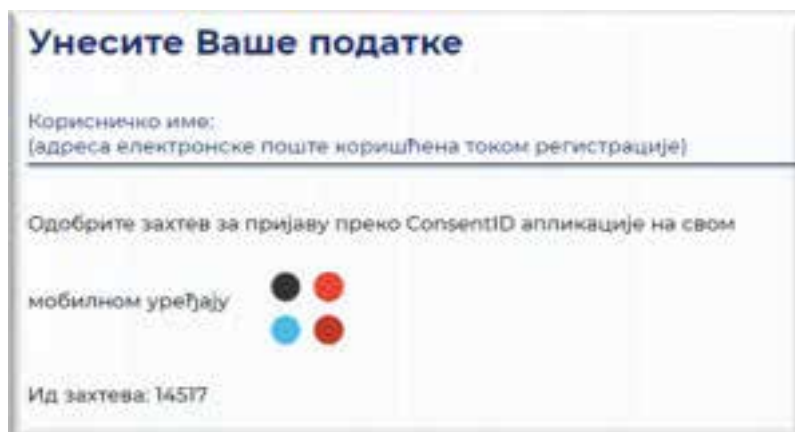 Унесите Ваше податке
Корисничко име:
(адреса електронске поште коришћена током регистрације)
Одобрите захтев за пријаву преко ConsentID апликације на свом
мобилном уређају
Ид захтева: 14517